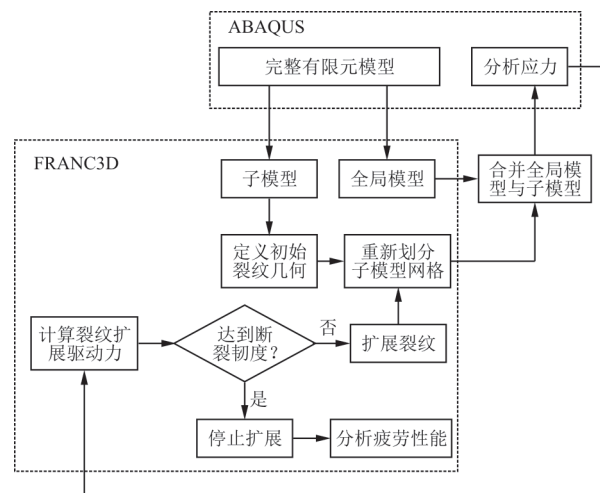 ABAQUS
完整有限元模型
分析应力
FRANC3D
子模型
全局模型
合并全局模
型与子模型
定义初始
裂纹几何
重新划分
子模型网格
计算裂纹扩
展驱动力
达到断
裂韧度？
否
扩展裂纹
是
停止扩展
分析疲劳性能